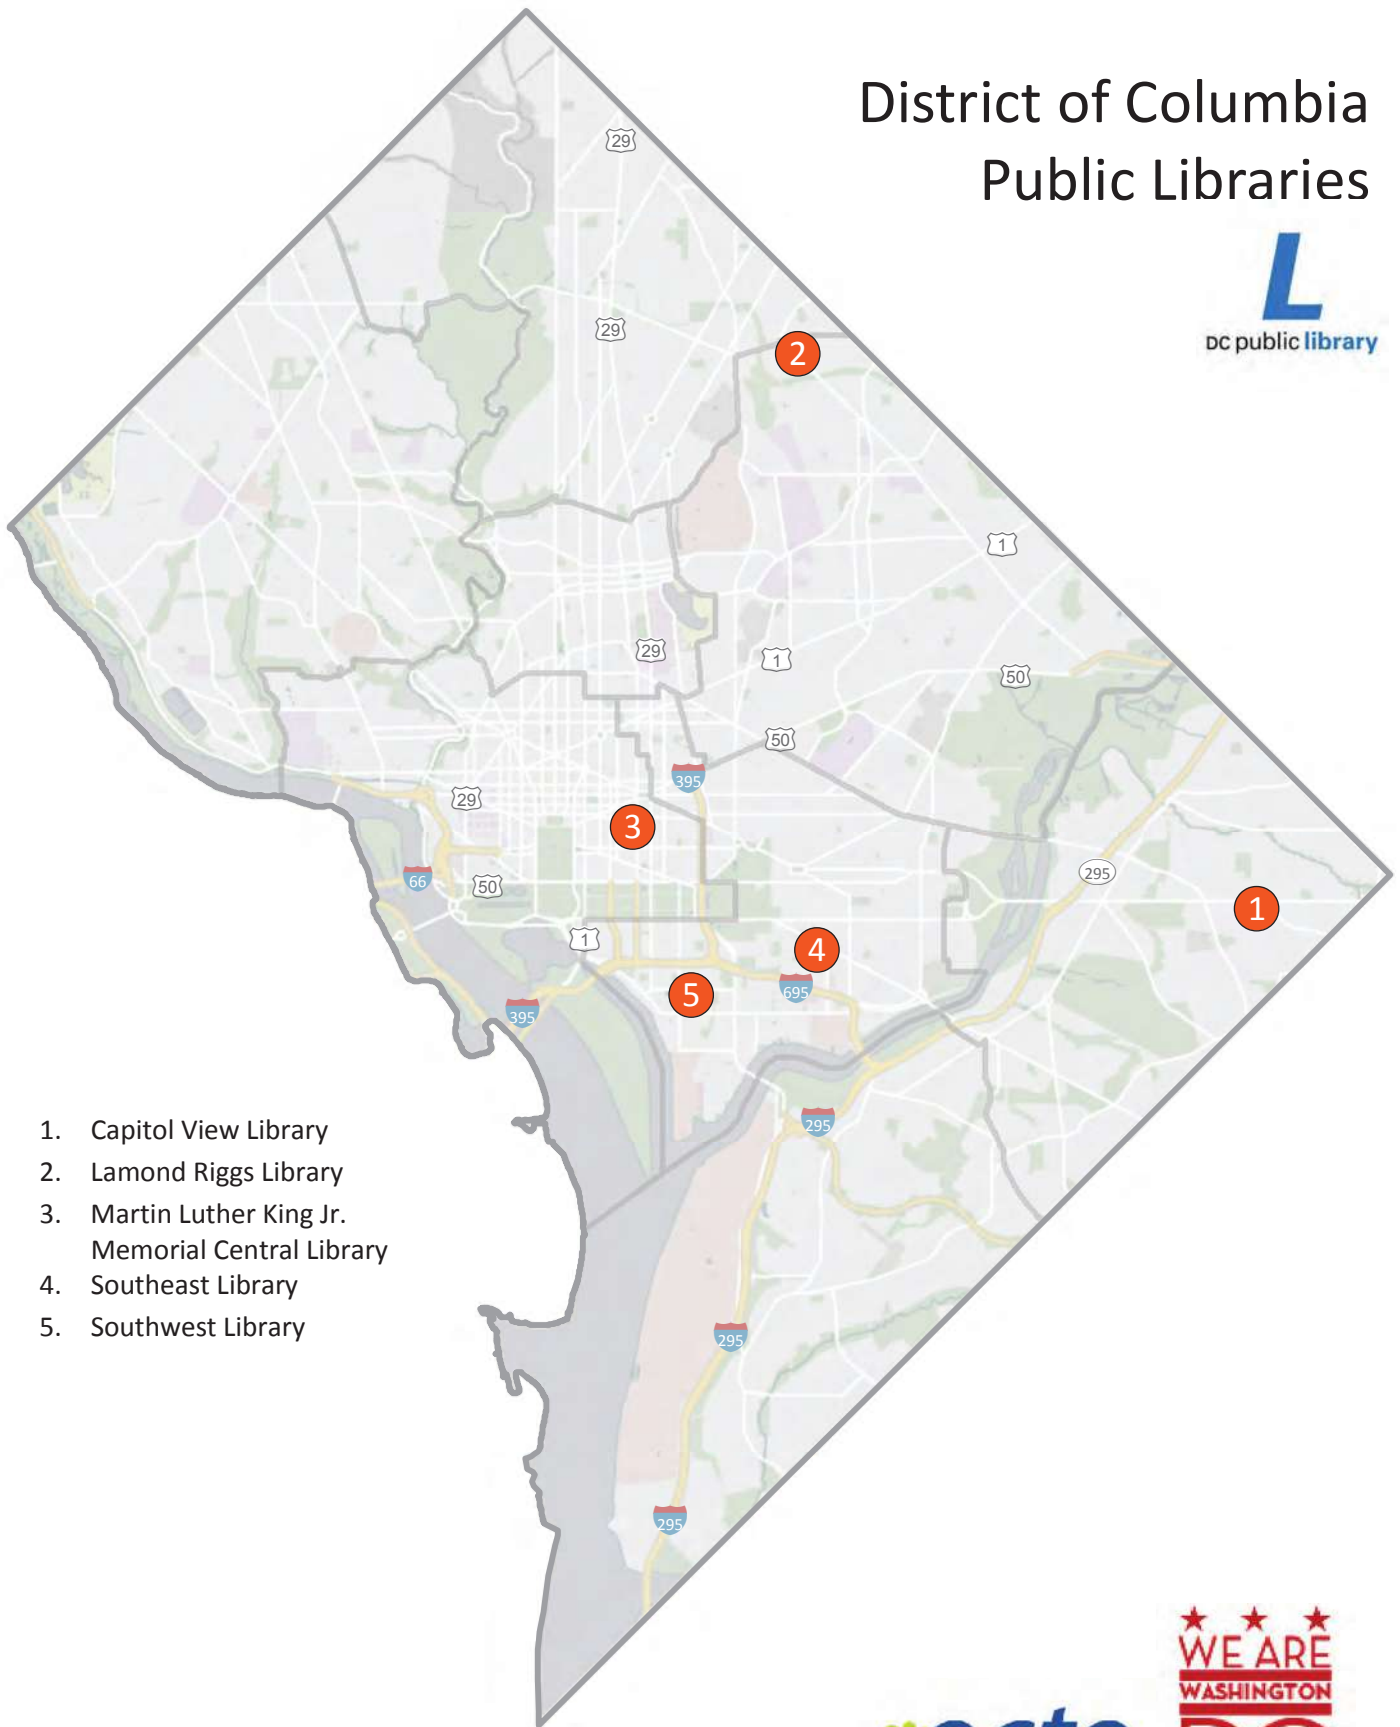 District of Columbia
Public Libraries
L
DC public library
29
29
2
1
29
1
50
50
395
29
3
66
50
295
1
1
4
5
695
395
295
295
295
1. Capitol View Library
2. Lamond Riggs Library
3. Martin Luther King Jr.
Memorial Central Library
4. Southeast Library
5. Southwest Library
WE ARE
WASHINGTON
DC
octo